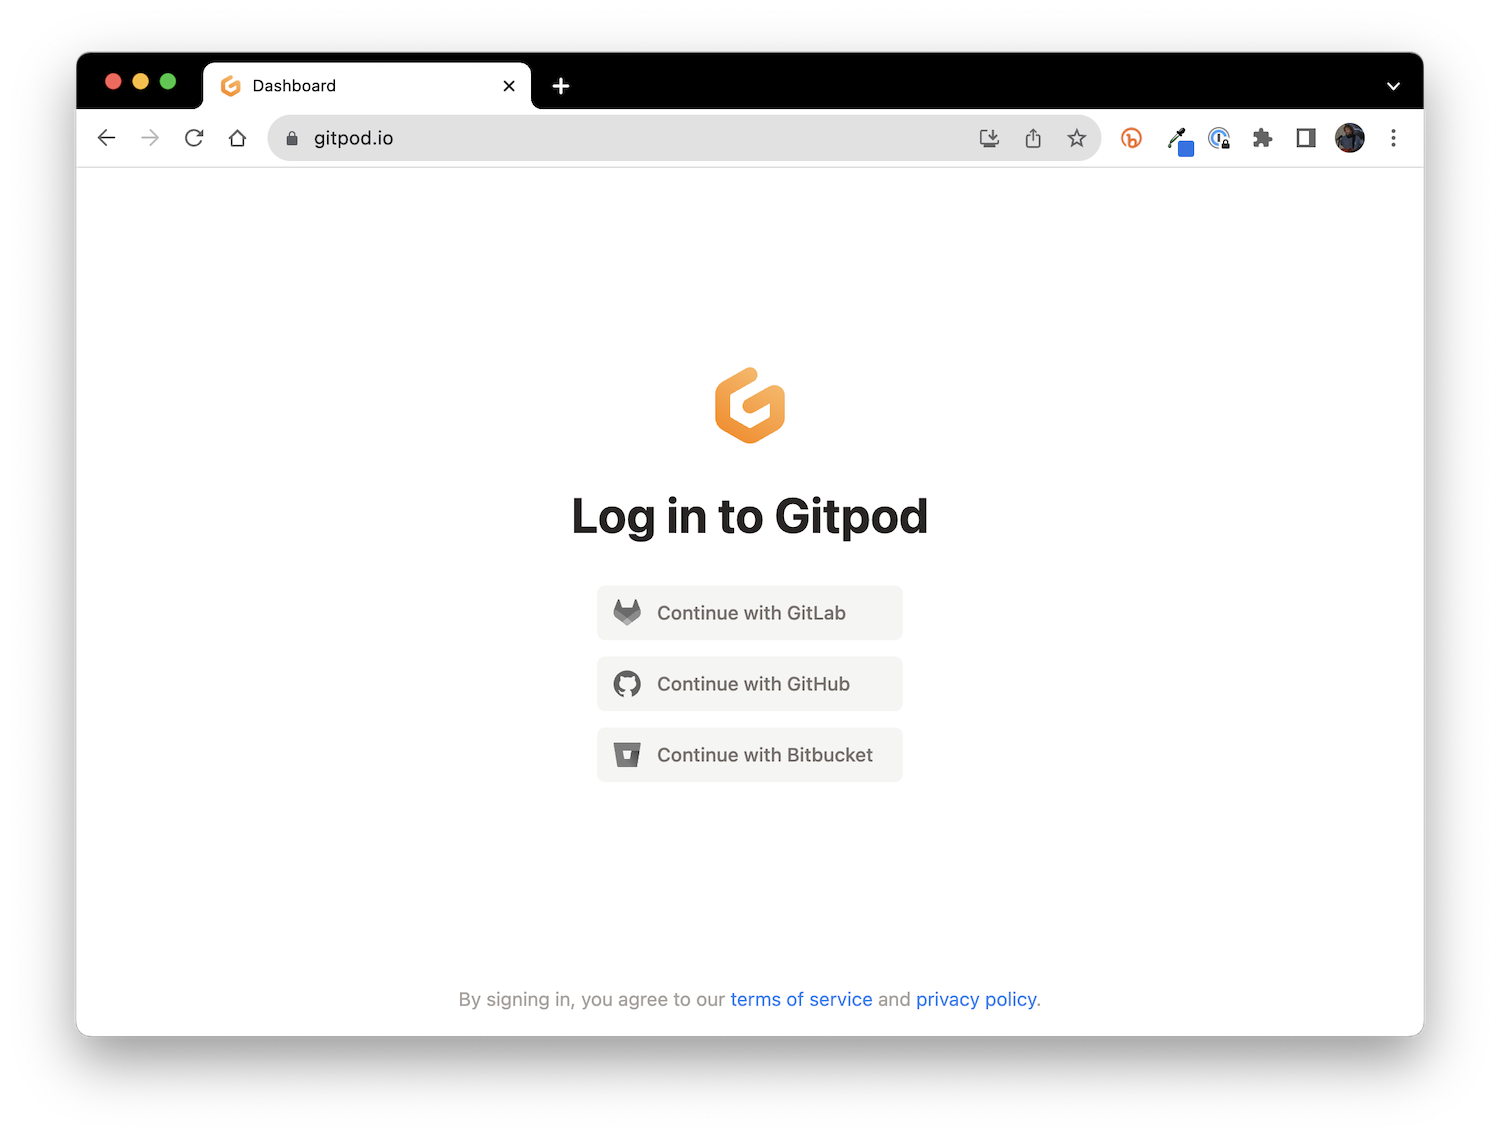 Dashboard
gitpod.io
Log in to Gitpod
Continue with GitLab
Continue with GitHub
Continue with Bitbucket
By signing in, you agree to our terms of service and privacy policy.